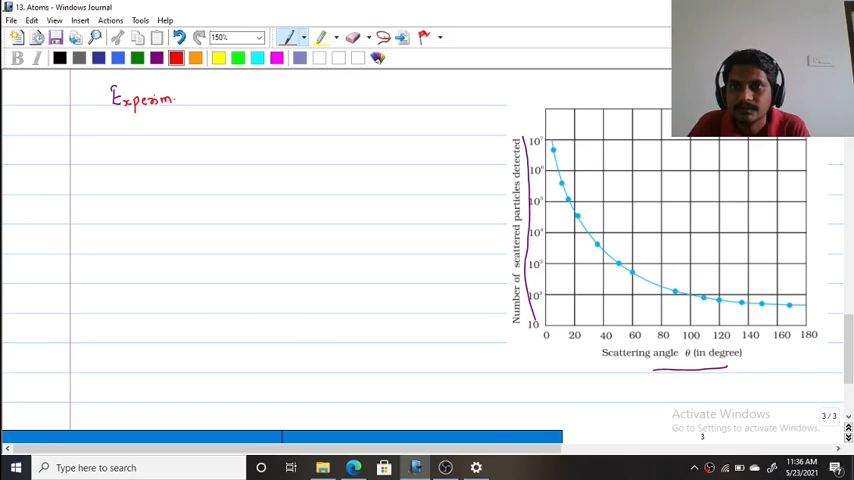 13. Atoms - Windows Journal
File Edit View Insert Actions Tools Help
150%
B I
Experim.
Number of scattered particles detected
10⁷
10⁶
10⁵
10⁴
10³
10²
10
0 20 40 60 80 100 120 140 160 180
Scattering angle θ (in degree)
Activate Windows
Go to Settings to activate Windows.
3/3
3
Type here to search
11:36 AM
5/23/2021